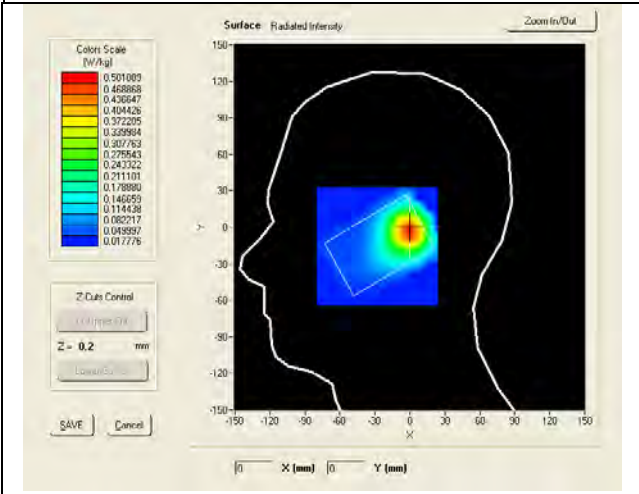 Surface Radiated Intensity
Zoom In/Out
Colors Scale
(W/kg)
0.501089
0.468868
0.436647
0.404426
0.372205
0.339984
0.307763
0.275543
0.243322
0.211101
0.178880
0.146659
0.114438
0.082217
0.049997
0.017776
150
120
90
60
30
0
-30
-60
-90
-120
-150
Y
-150 -120 -90 -60 -30 0 30 60 90 120 150
X
Z Cuts Control
Z = 0.2 mm
SAVE Cancel
0 X (mm) 0 Y (mm)